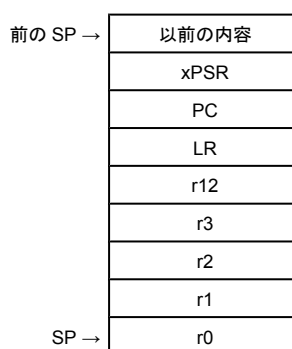 前の SP → 以前の内容
xPSR
PC
LR
r12
r3
r2
r1
SP → r0